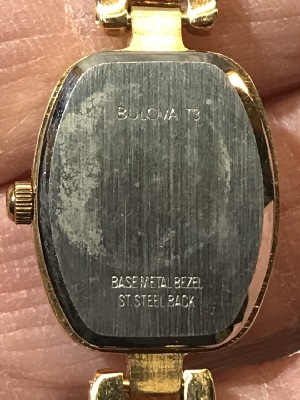 BULOVA T3
BASE METAL BEZEL
ST. STEEL BACK